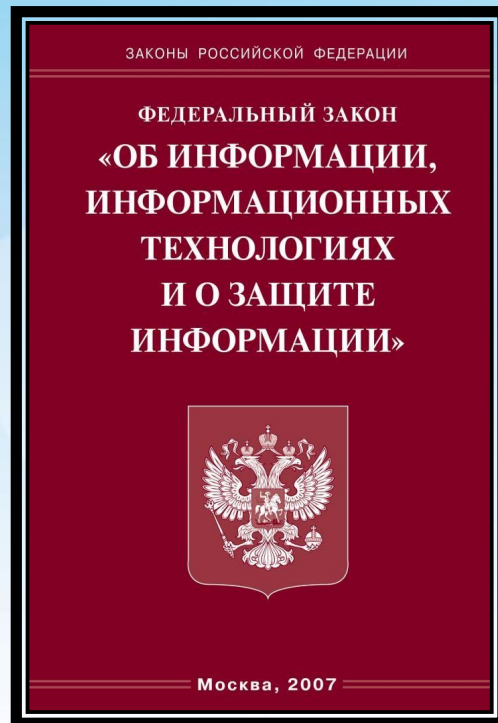 ЗАКОНЫ РОССИЙСКОЙ ФЕДЕРАЦИИ
ФЕДЕРАЛЬНЫЙ ЗАКОН
«ОБ ИНФОРМАЦИИ,
ИНФОРМАЦИОННЫХ
ТЕХНОЛОГИЯХ
И О ЗАЩИТЕ
ИНФОРМАЦИИ»
Москва, 2007